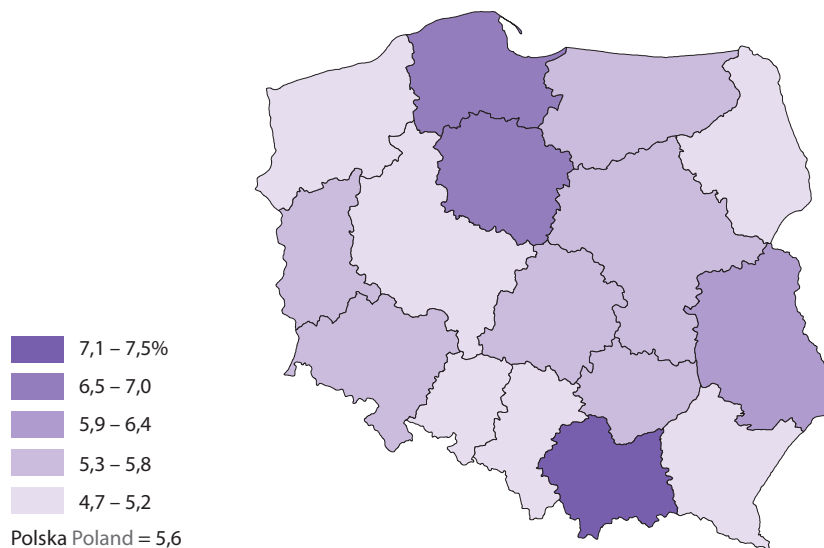 7,1 – 7,5%
6,5 – 7,0
5,9 – 6,4
5,3 – 5,8
4,7 – 5,2
Polska Poland = 5,6